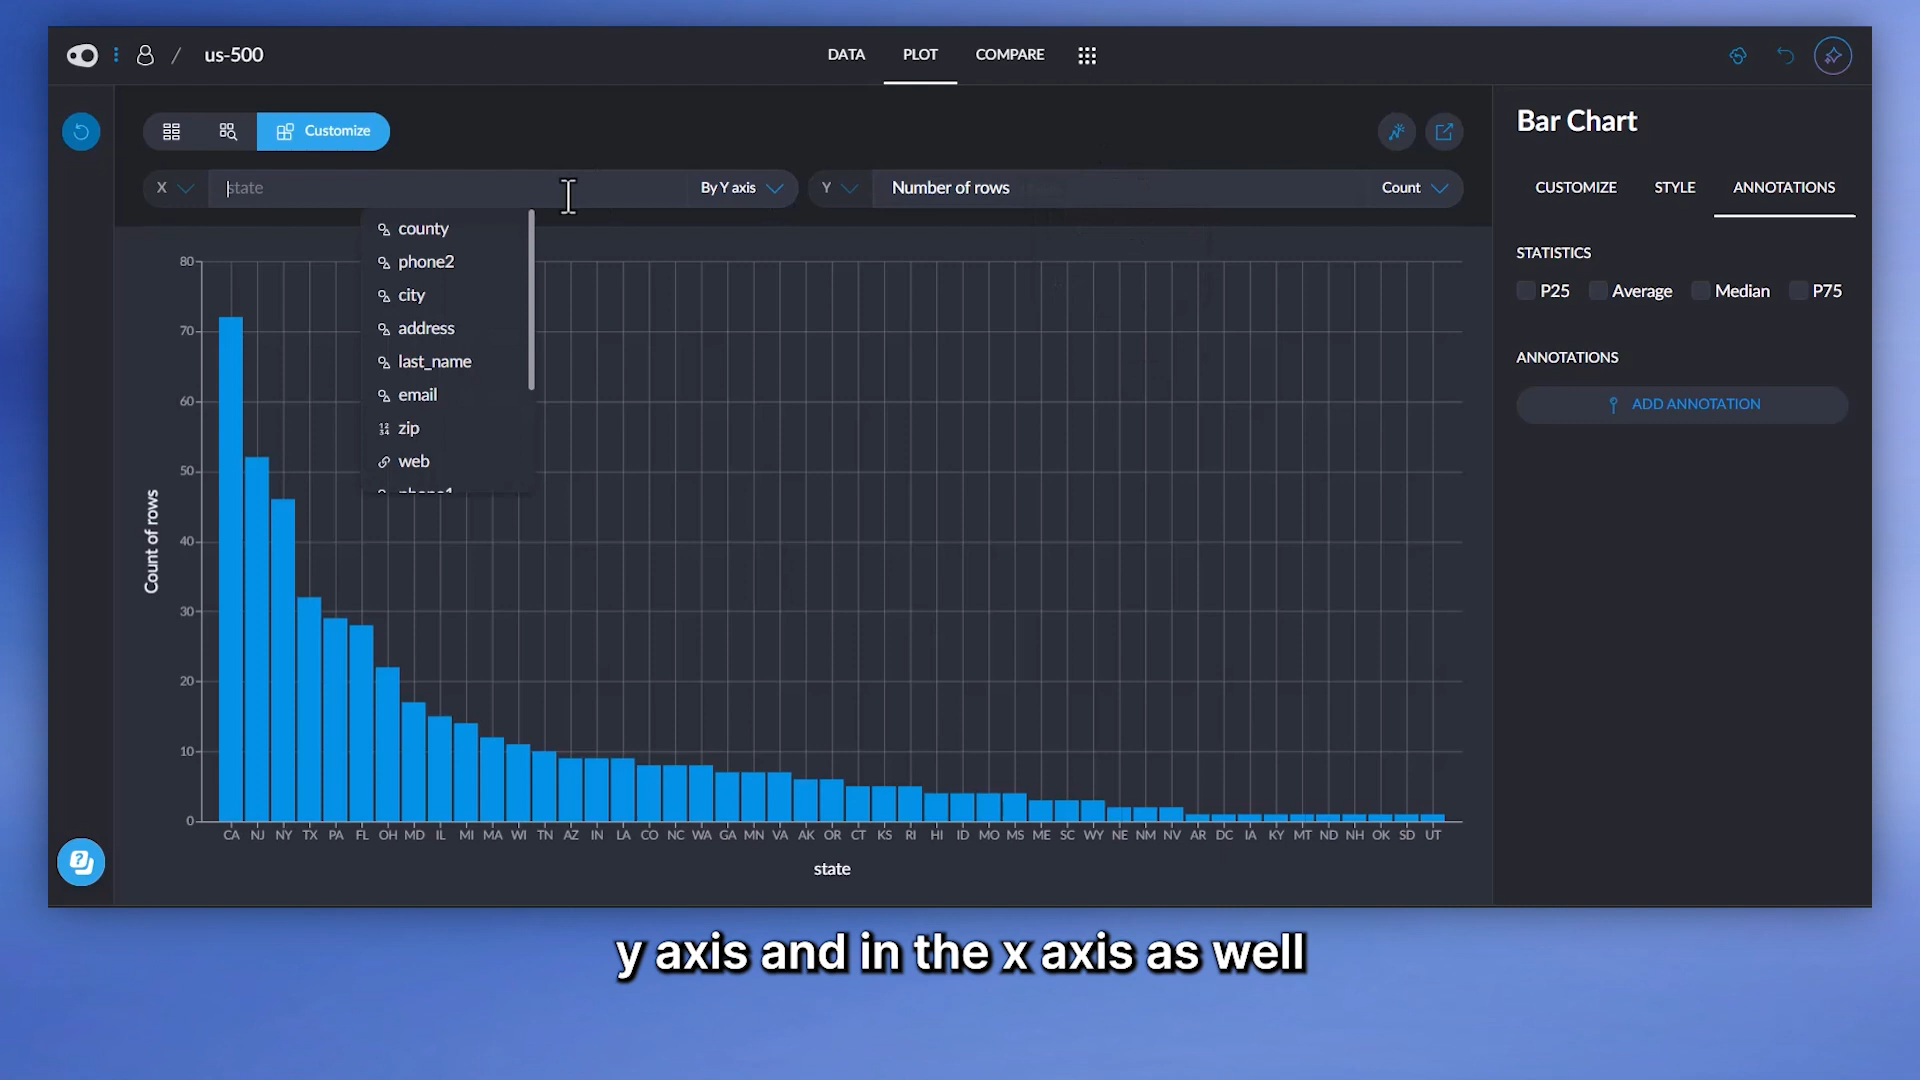 us-500
DATA
PLOT
COMPARE
Customize
X
state
By Y axis
Y
Number of rows
Count
county
phone2
city
address
last_name
email
zip
web
phone1
Count of rows
80
70
60
50
40
30
20
10
0
CA NJ NY TX PA FL OH MD IL MI MA WI TN AZ IN LA CO NC WA GA MN VA AK OR CT KS RI HI ID MO MS ME SC WY NE NM NV AR DC IA KY MT ND NH OK SD UT
state
Bar Chart
CUSTOMIZE
STYLE
ANNOTATIONS
STATISTICS
P25
Average
Median
P75
ANNOTATIONS
ADD ANNOTATION
y axis and in the x axis as well